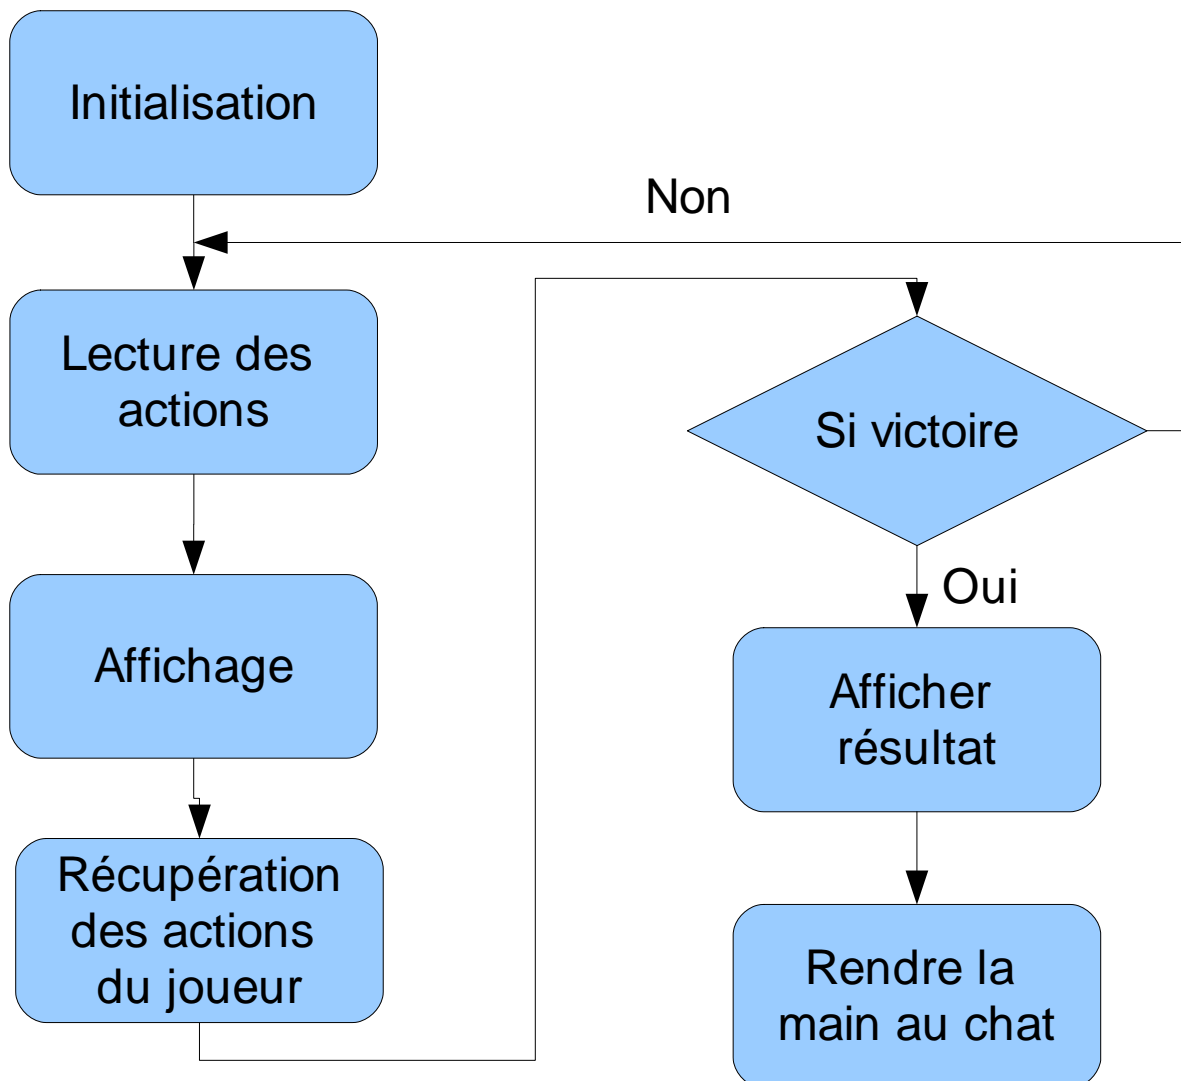 Initialisation
Lecture des
actions
Affichage
Récupération
des actions
du joueur
Non
Si victoire
Oui
Afficher
résultat
Rendre la
main au chat